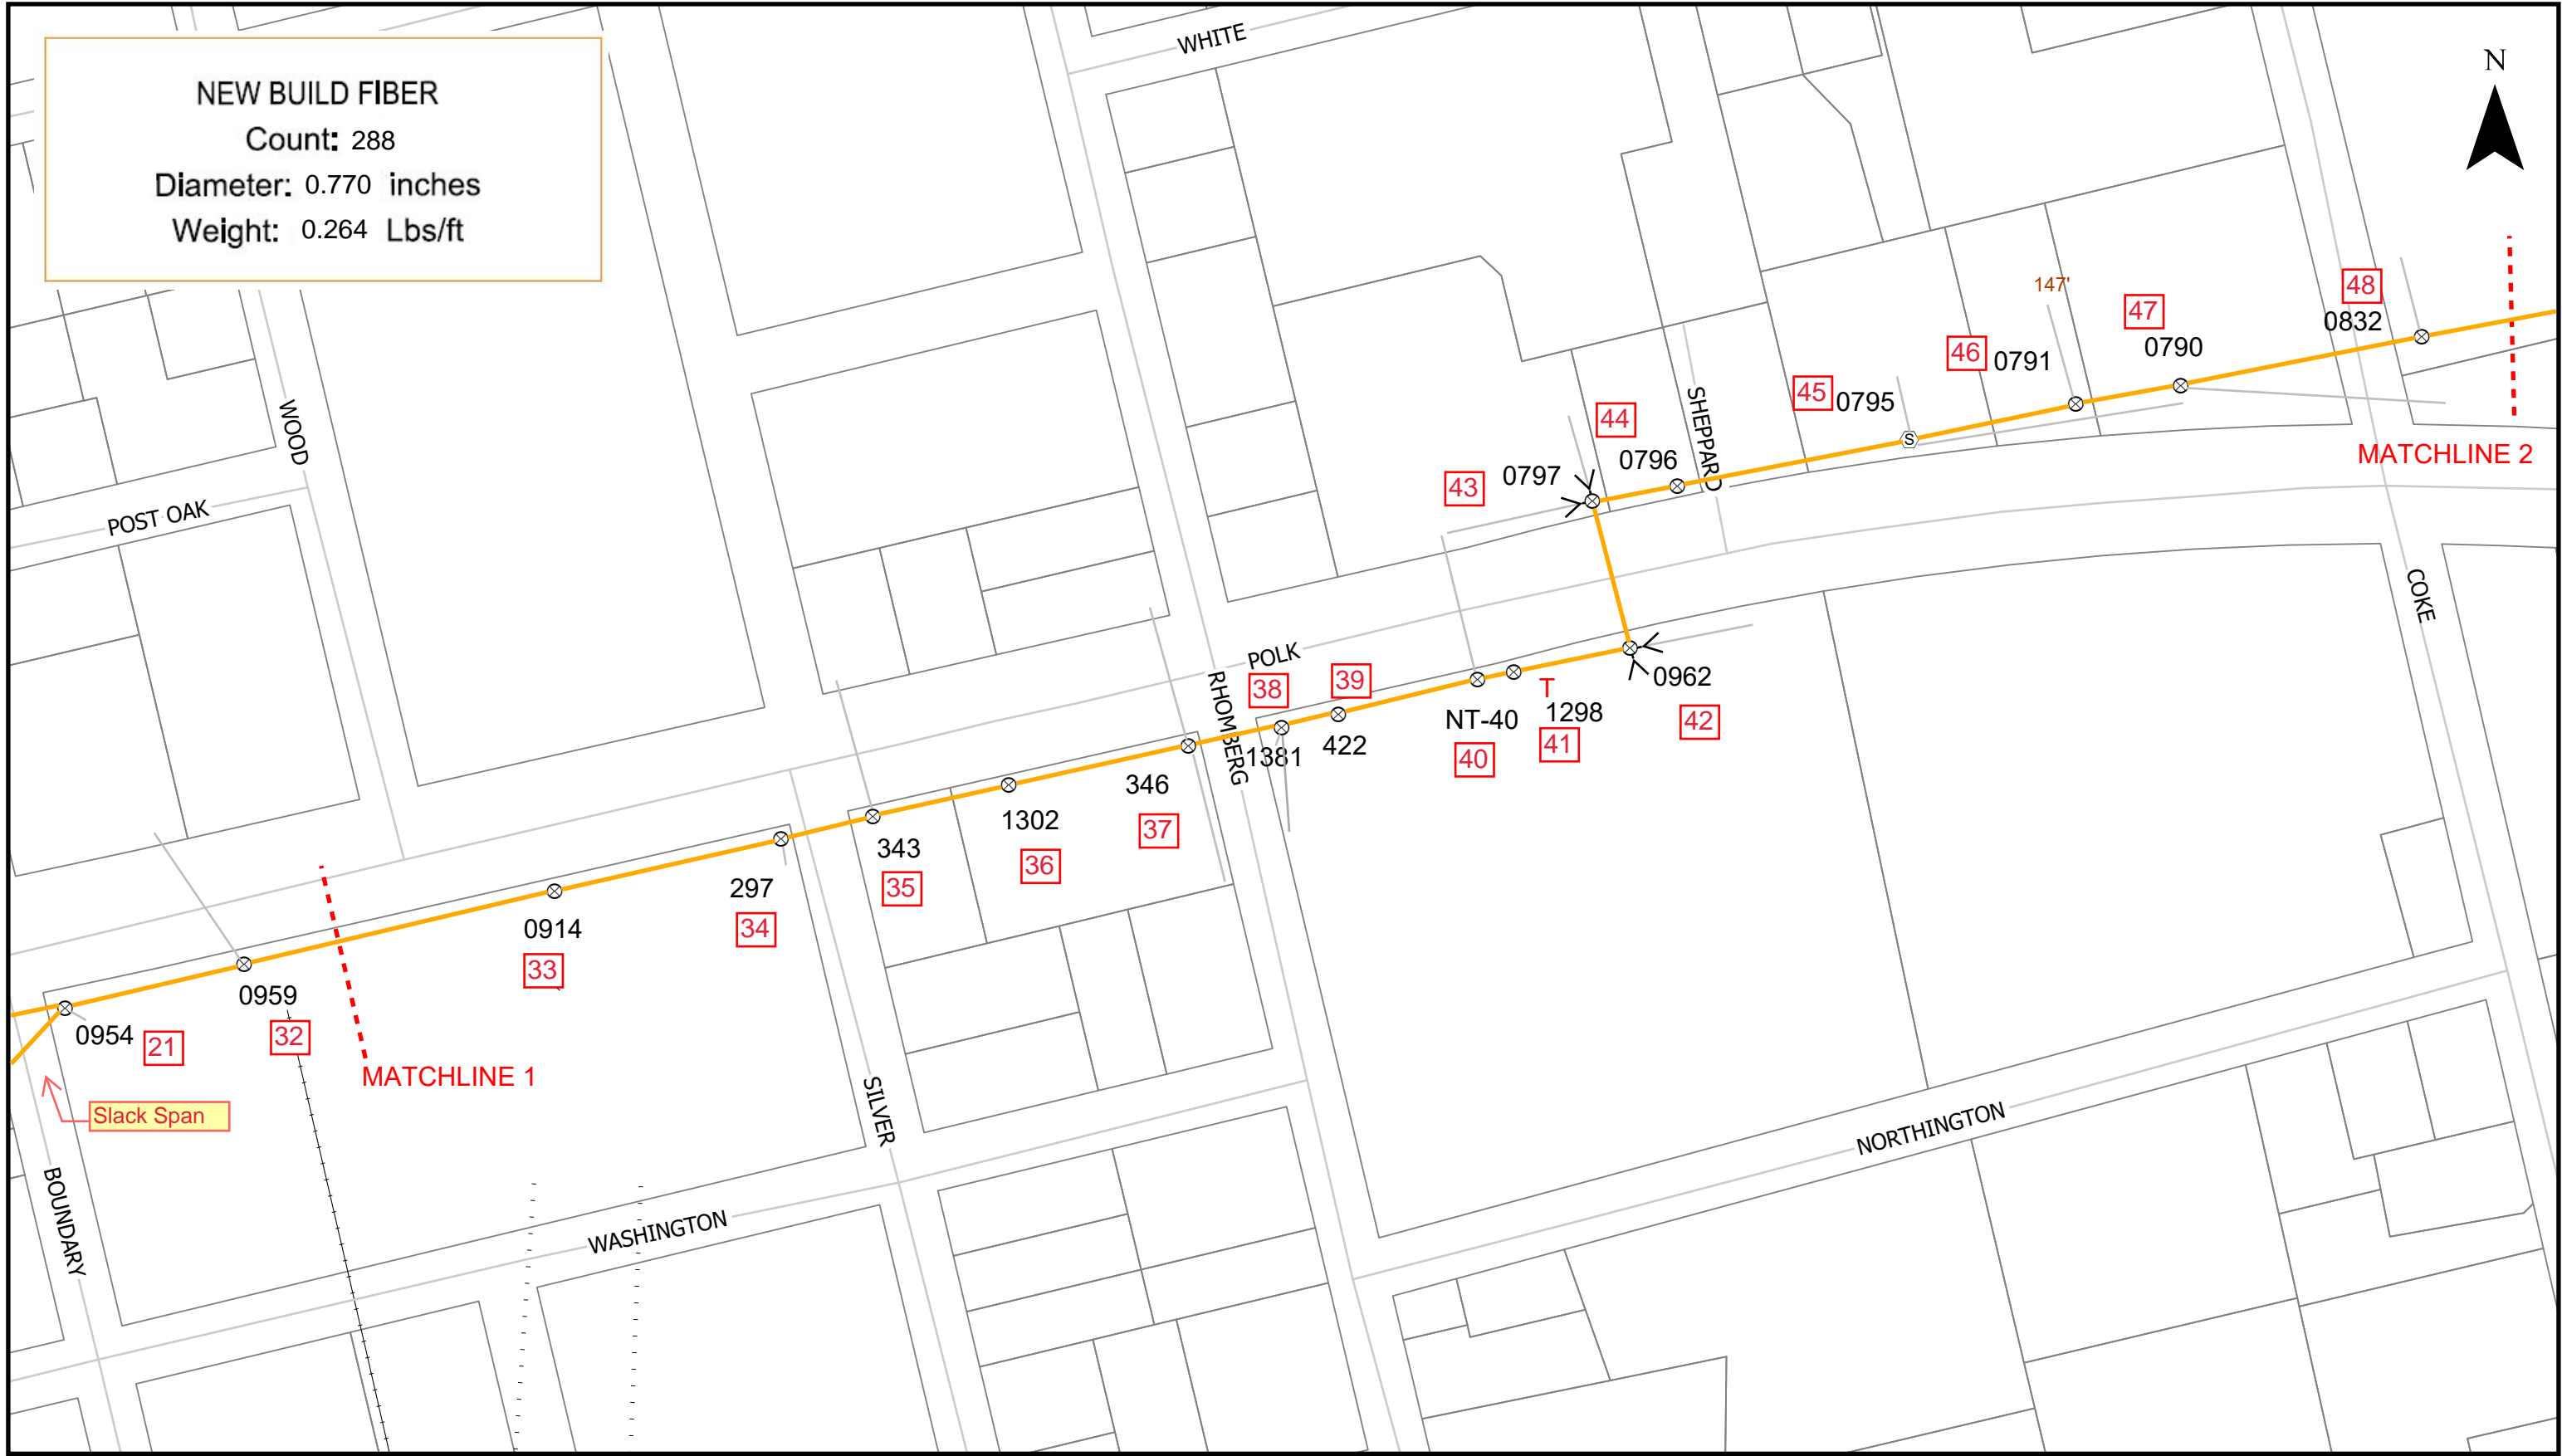 NEW BUILD FIBER
Count: 288
Diameter: 0.770 inches
Weight: 0.264 Lbs/ft
WHITE
N
147'
48
47
0832
0790
46
0791
45
0795
44
SHEPPARD
MATCHLINE 2
0796
43
0797
WOOD
POST OAK
COKE
POLK
RHOMBERG
38
39
0962
T
NT-40
1298
42
1381
422
40
41
346
37
1302
36
343
35
297
34
0914
33
0959
32
0954
21
MATCHLINE 1
Slack Span
SILVER
NORTHINGTON
BOUNDARY
WASHINGTON
S